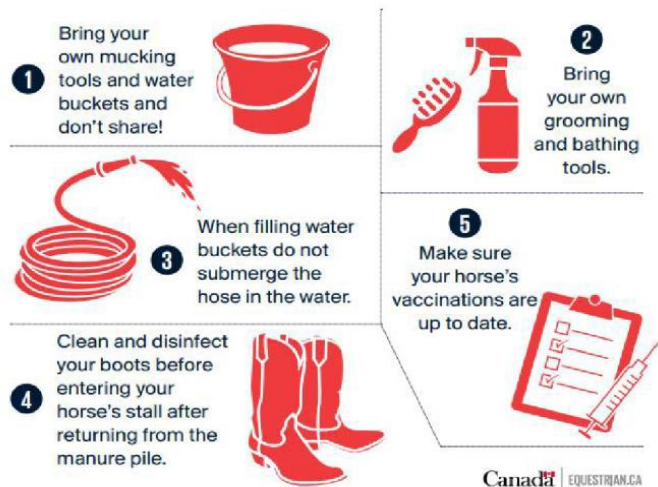 1
Bring your
own mucking
tools and water
buckets and
don't share!
2
Bring
your own
grooming
and bathing
tools.
3
When filling water
buckets do not
submerge the
hose in the water.
4
Clean and disinfect
your boots before
entering your
horse's stall after
returning from the
manure pile.
5
Make sure
your horse's
vaccinations are
up to date.
Canada
EQUESTRIAN.CA